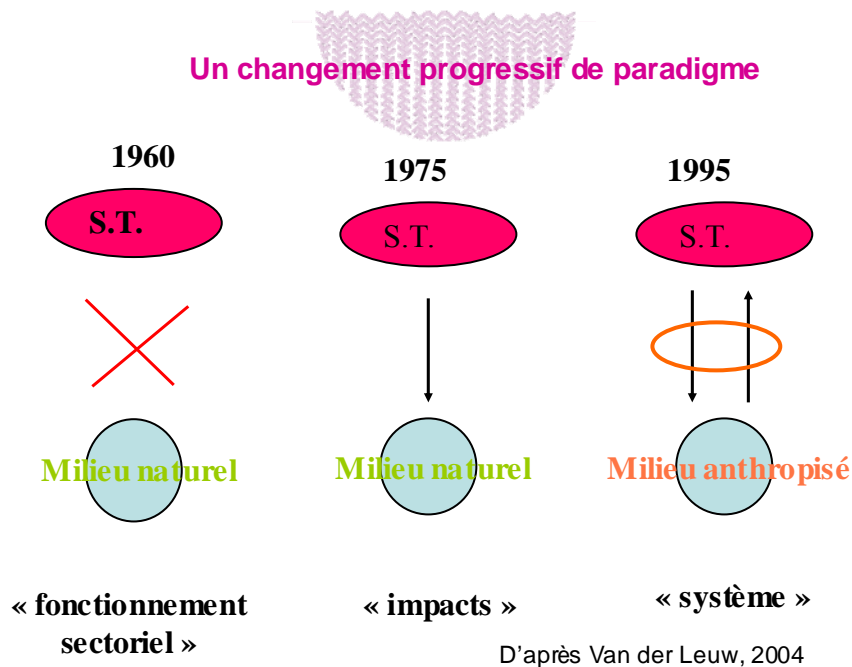 Un changement progressif de paradigme
1960
1975
1995
S.T.
S.T.
S.T.
Milieu naturel
Milieu naturel
Milieu anthropisé
« fonctionnement
sectoriel »
« impacts »
« système »
D'après Van der Leuw, 2004